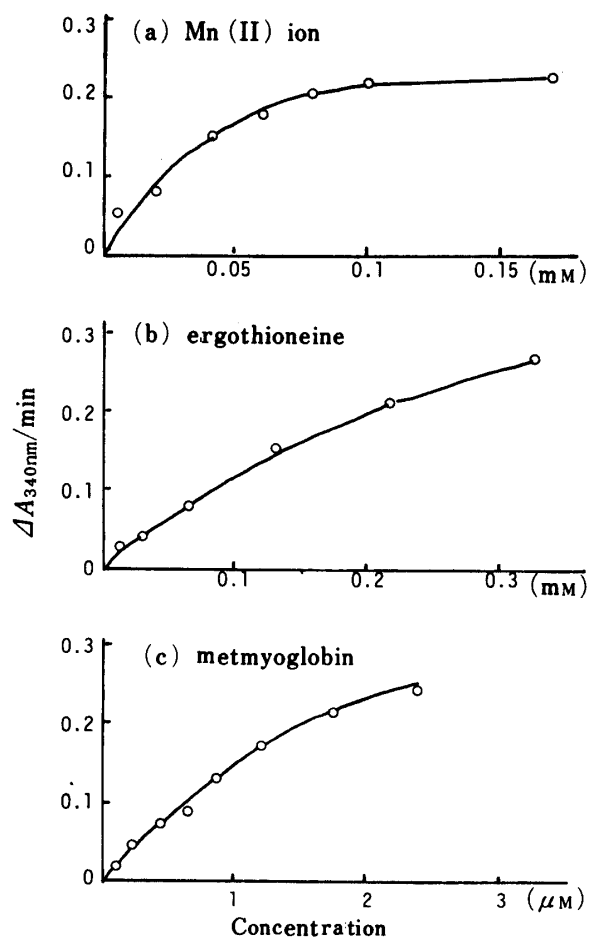 0.3
(a) Mn (II) ion
0.2
0.1
0
0.05 0.1 0.15 (mM)
0.3
(b) ergothioneine
0.2
0.1
0
0.1 0.2 0.3 (mM)
ΔA340nm/min
0.3
(c) metmyoglobin
0.2
0.1
0
1 2 3 (μM)
Concentration